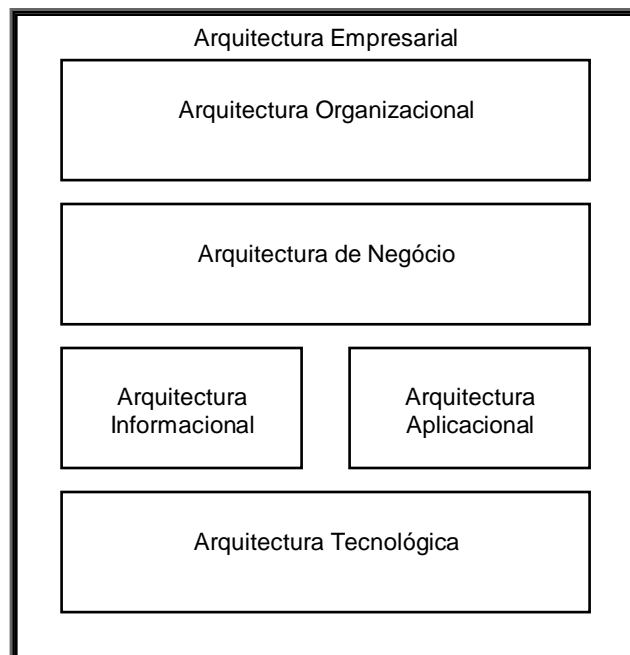 Arquitectura Empresarial
Arquitectura Organizacional
Arquitectura de Negócio
Arquitectura
Informacional
Arquitectura
Aplicacional
Arquitectura Tecnológica